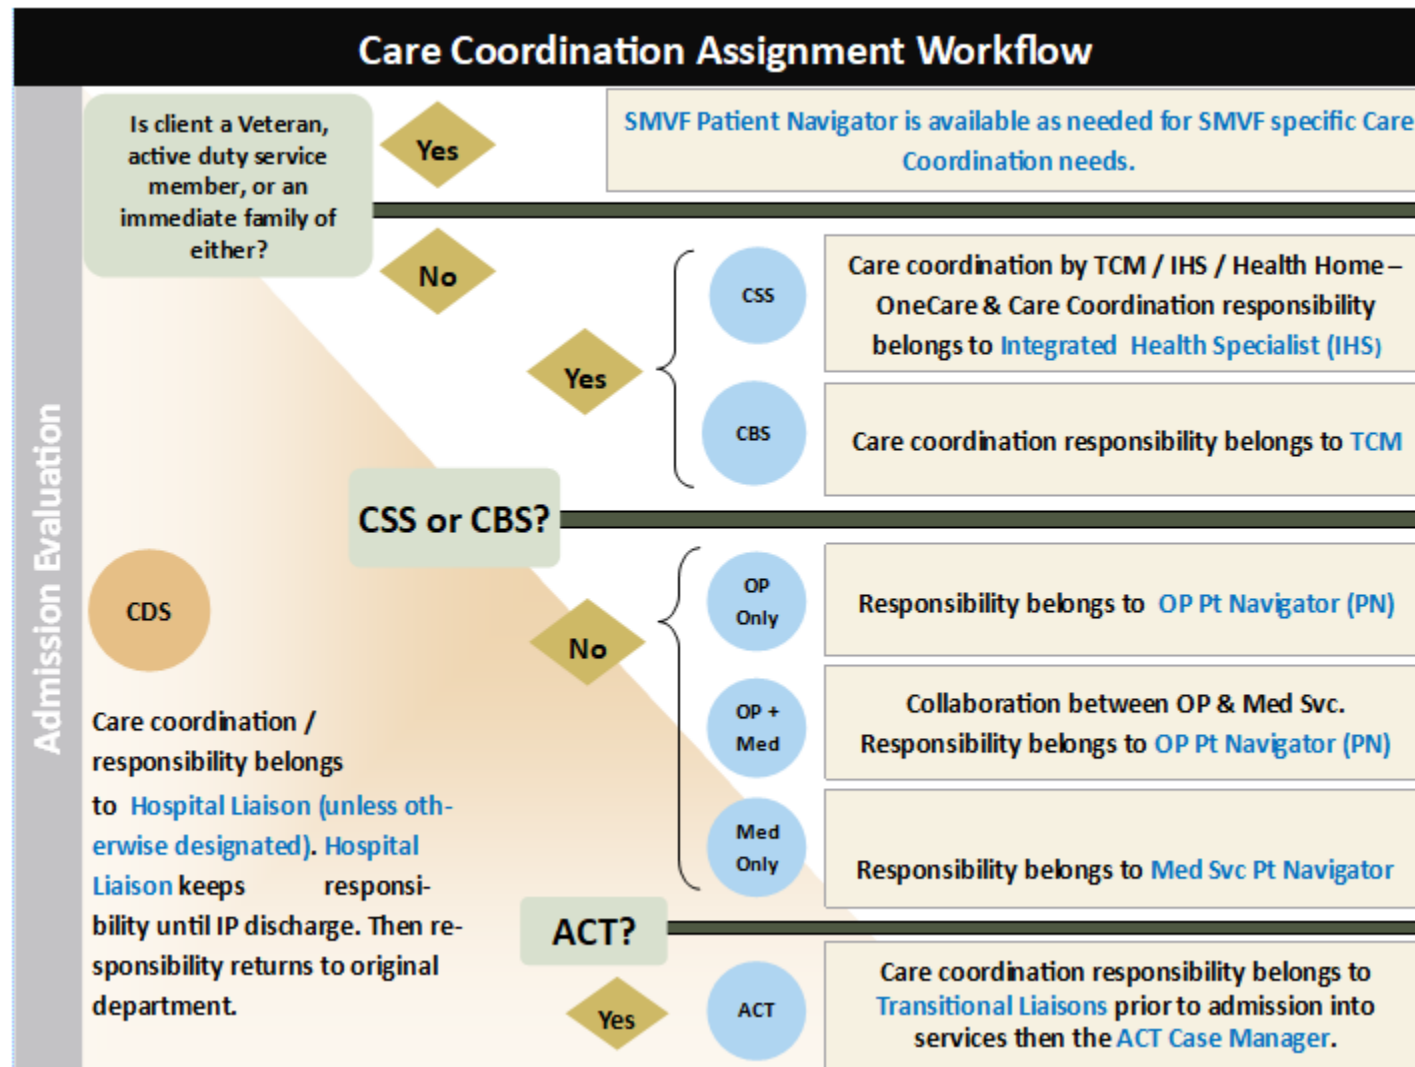 Care Coordination Assignment Workflow
Admission Evaluation
Is client a Veteran,
active duty service
member, or an
immediate family of
either?
Yes
SMVF Patient Navigator is available as needed for SMVF specific Care
Coordination needs.
No
Yes
CSS
Care coordination by TCM / IHS / Health Home –
OneCare & Care Coordination responsibility
belongs to Integrated Health Specialist (IHS)
CBS
Care coordination responsibility belongs to TCM
CSS or CBS?
No
OP
Only
Responsibility belongs to OP Pt Navigator (PN)
OP +
Med
Collaboration between OP & Med Svc.
Responsibility belongs to OP Pt Navigator (PN)
Med
Only
Responsibility belongs to Med Svc Pt Navigator
CDS
Care coordination /
responsibility belongs
to Hospital Liaison (unless oth-
erwise designated). Hospital
Liaison keeps responsi-
bility until IP discharge. Then re-
sponsibility returns to original
department.
ACT?
Yes
ACT
Care coordination responsibility belongs to
Transitional Liaisons prior to admission into
services then the ACT Case Manager.